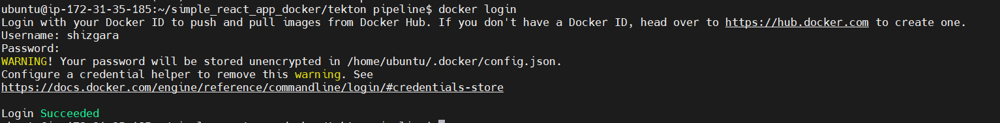 ubuntu@ip-172-31-35-185:~/simple_react_app_docker/tekton pipeline$ docker login
Login with your Docker ID to push and pull images from Docker Hub. If you don't have a Docker ID, head over to https://hub.docker.com to create one.
Username: shizgara
Password:
WARNING! Your password will be stored unencrypted in /home/ubuntu/.docker/config.json.
Configure a credential helper to remove this warning. See
https://docs.docker.com/engine/reference/commandline/login/#credentials-store
Login Succeeded